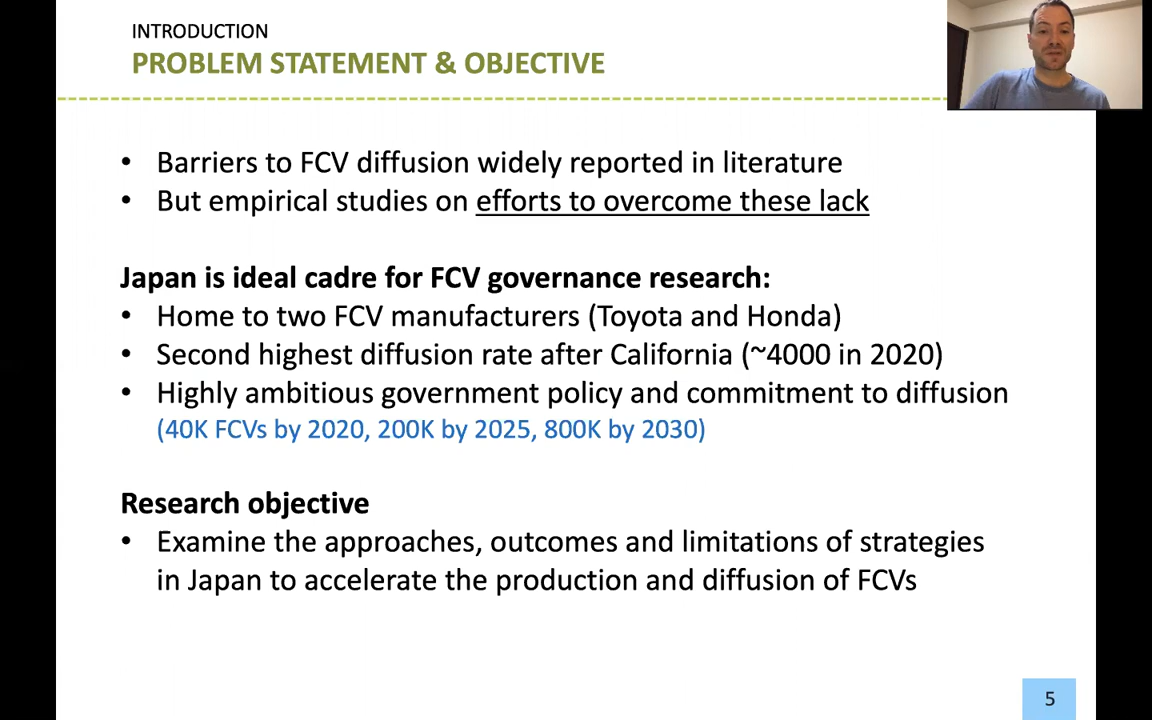 INTRODUCTION
PROBLEM STATEMENT & OBJECTIVE
• Barriers to FCV diffusion widely reported in literature
• But empirical studies on efforts to overcome these lack
Japan is ideal cadre for FCV governance research:
• Home to two FCV manufacturers (Toyota and Honda)
• Second highest diffusion rate after California (~4000 in 2020)
• Highly ambitious government policy and commitment to diffusion
(40K FCVs by 2020, 200K by 2025, 800K by 2030)
Research objective
• Examine the approaches, outcomes and limitations of strategies
in Japan to accelerate the production and diffusion of FCVs
5